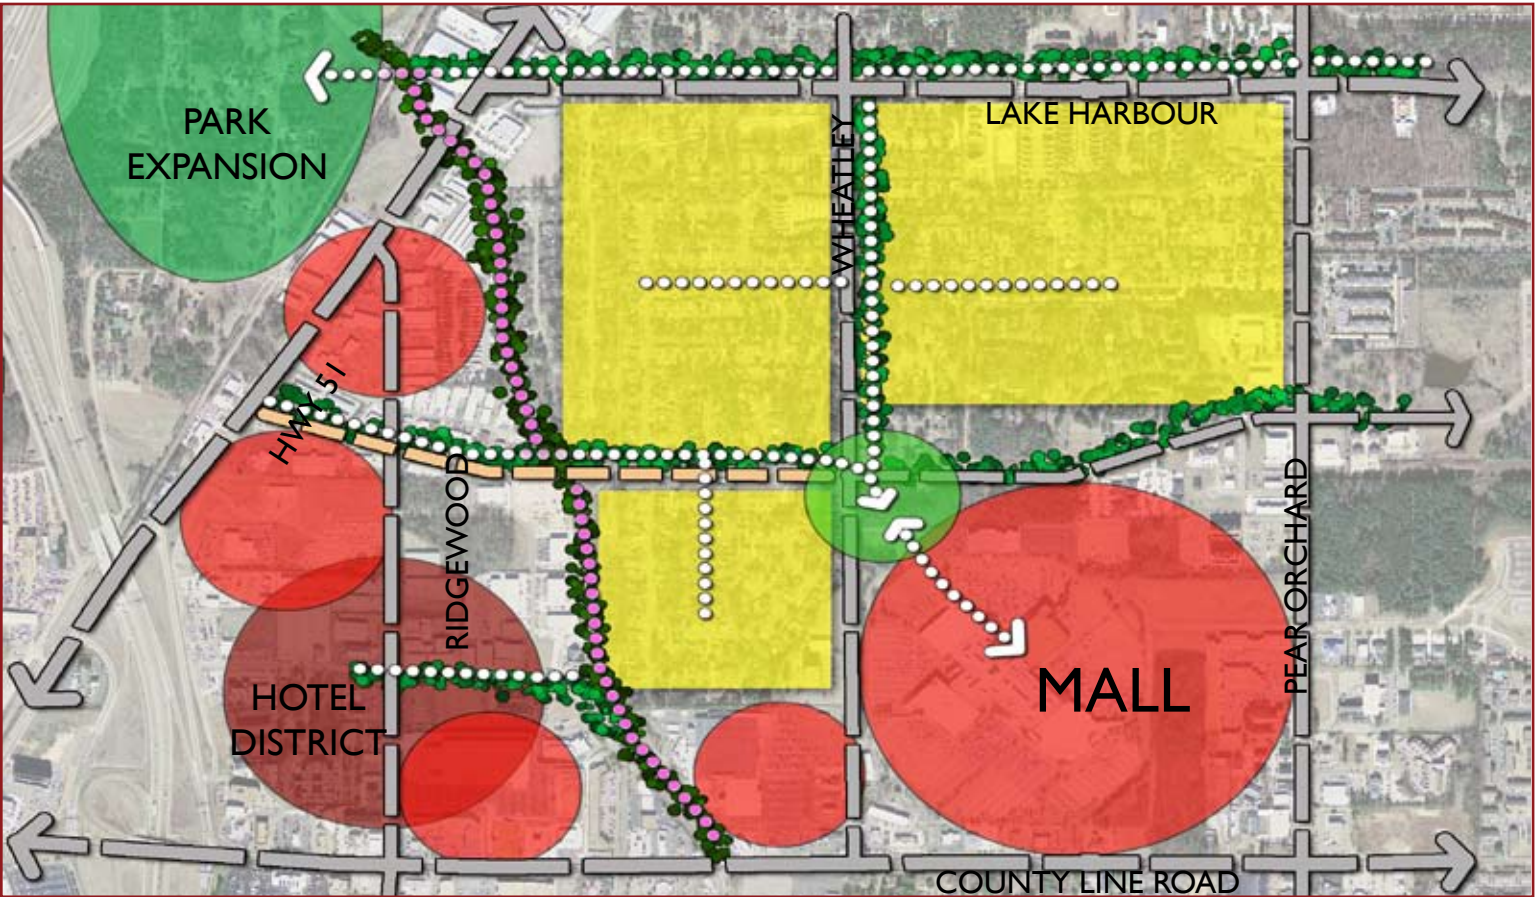 PARK
EXPANSION
LAKE HARBOUR
WHEATLEY
HWY 51
RIDGEWOOD
PEAR ORCHARD
HOTEL
DISTRICT
MALL
COUNTY LINE ROAD